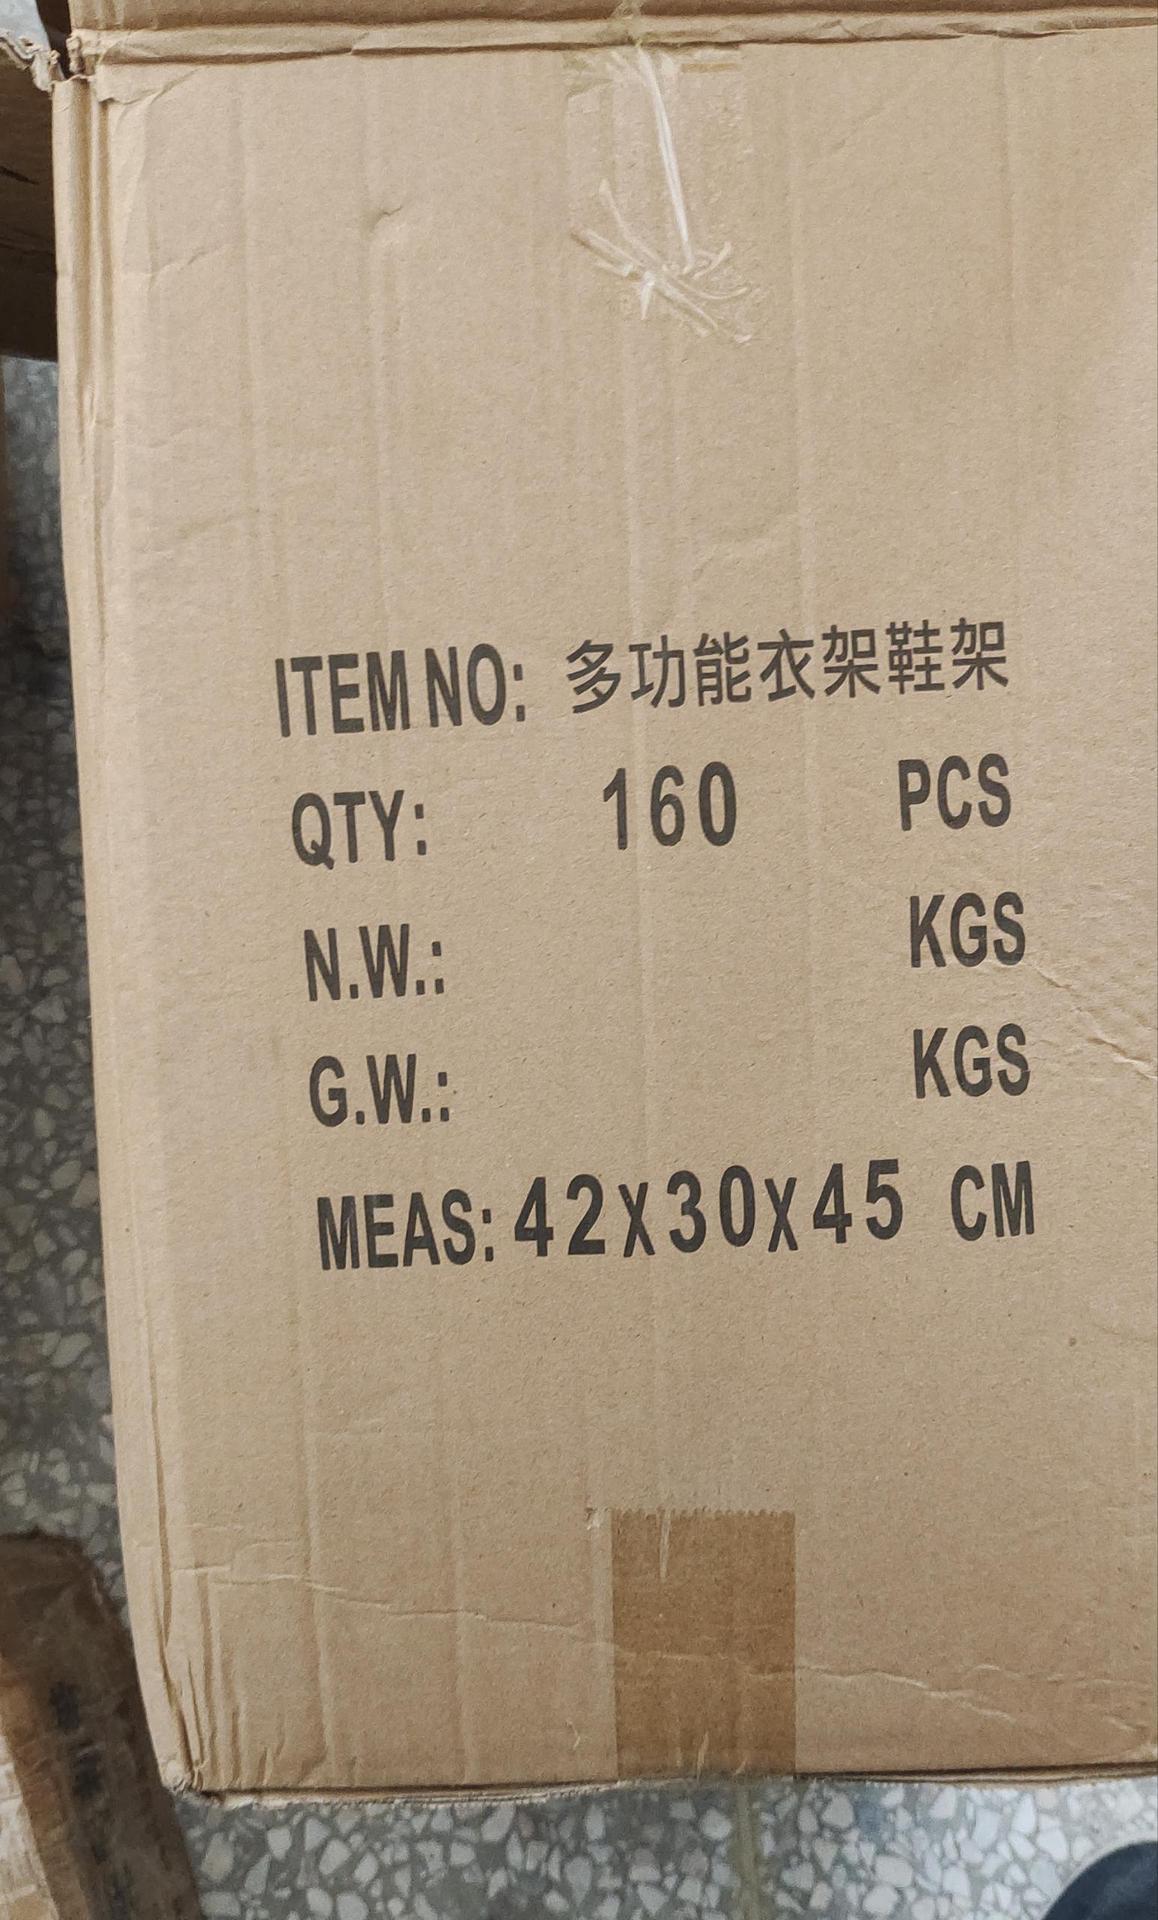 ITEM NO: 多功能衣架鞋架
QTY: 160 PCS
N.W.: KGS
G.W.: KGS
MEAS: 42X30X45 CM